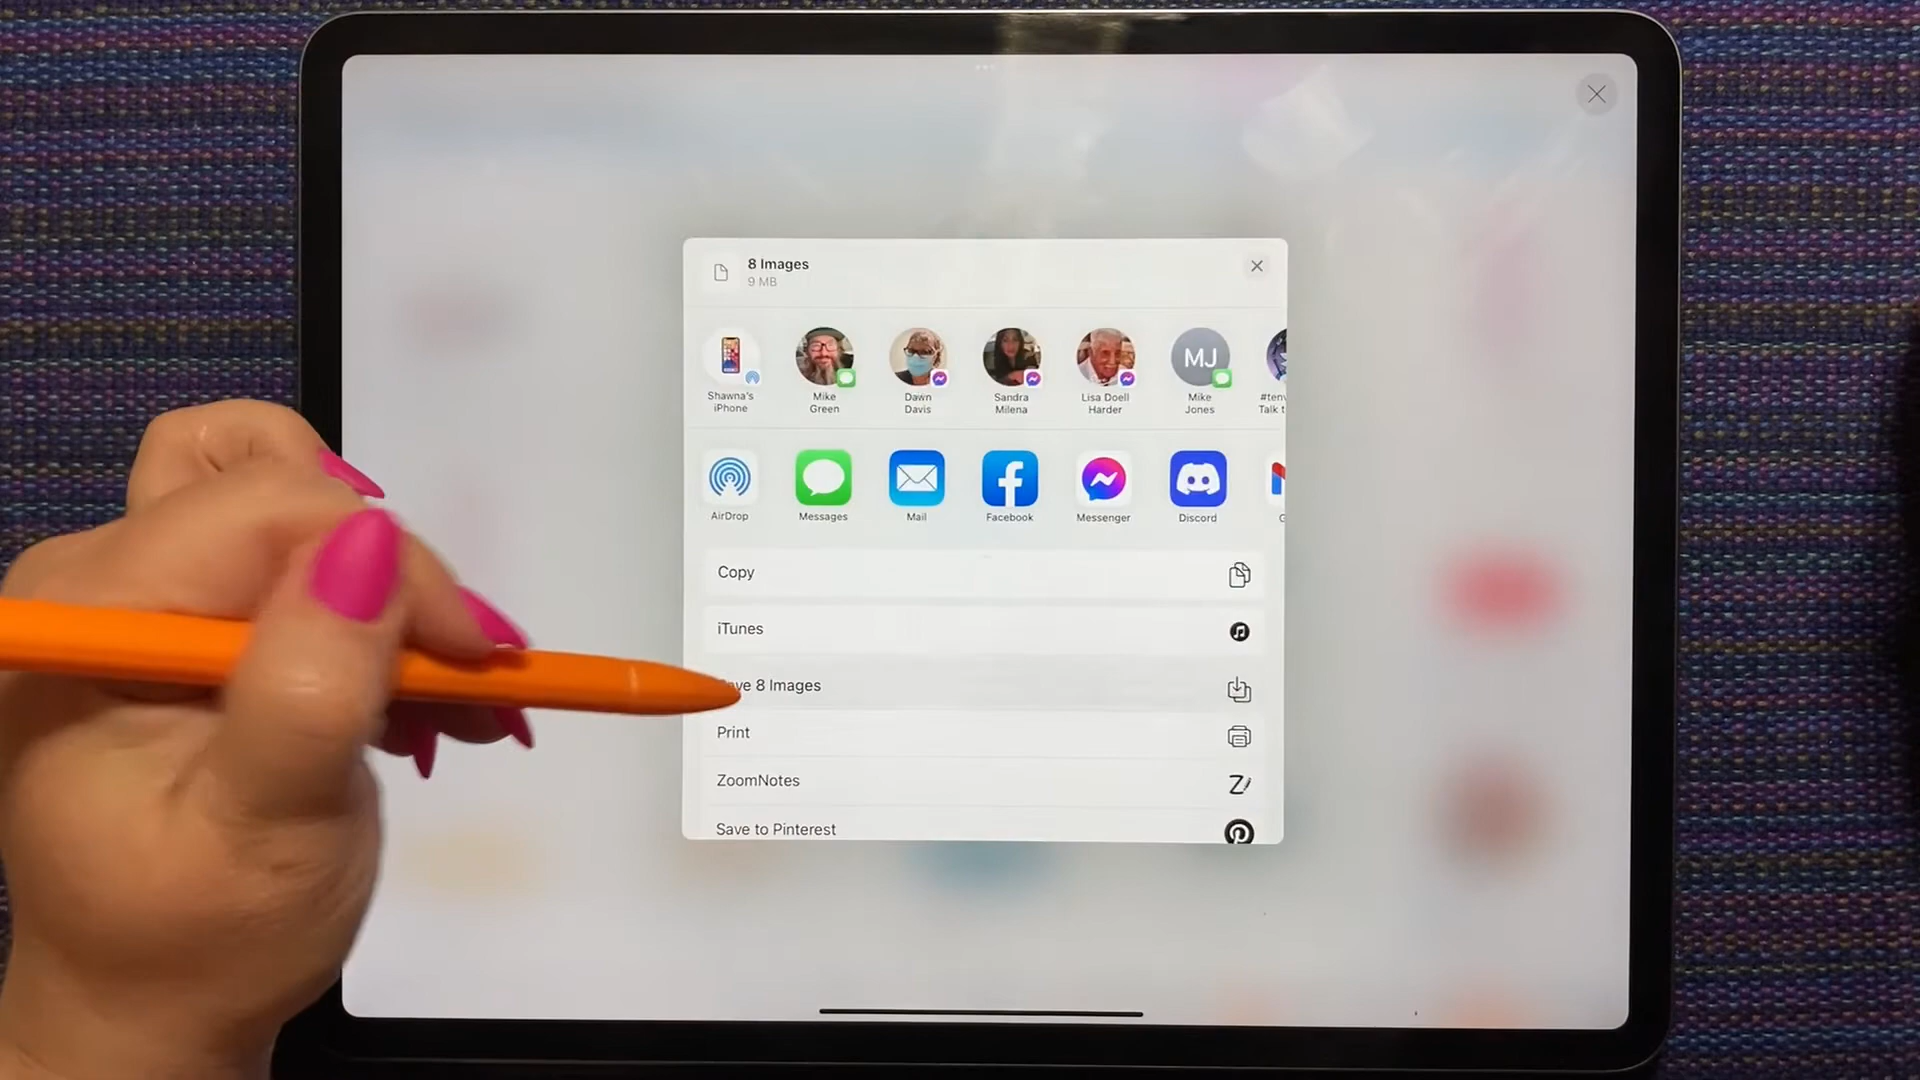 8 Images
9 MB
Shawna's
iPhone
Mike
Green
Dawn
Davis
Sandra
Milena
Lisa Doell
Harder
MJ
Mike
Jones
Talk t
AirDrop
Messages
Mail
Facebook
Messenger
Discord
Copy
iTunes
ve 8 Images
Print
ZoomNotes
Save to Pinterest